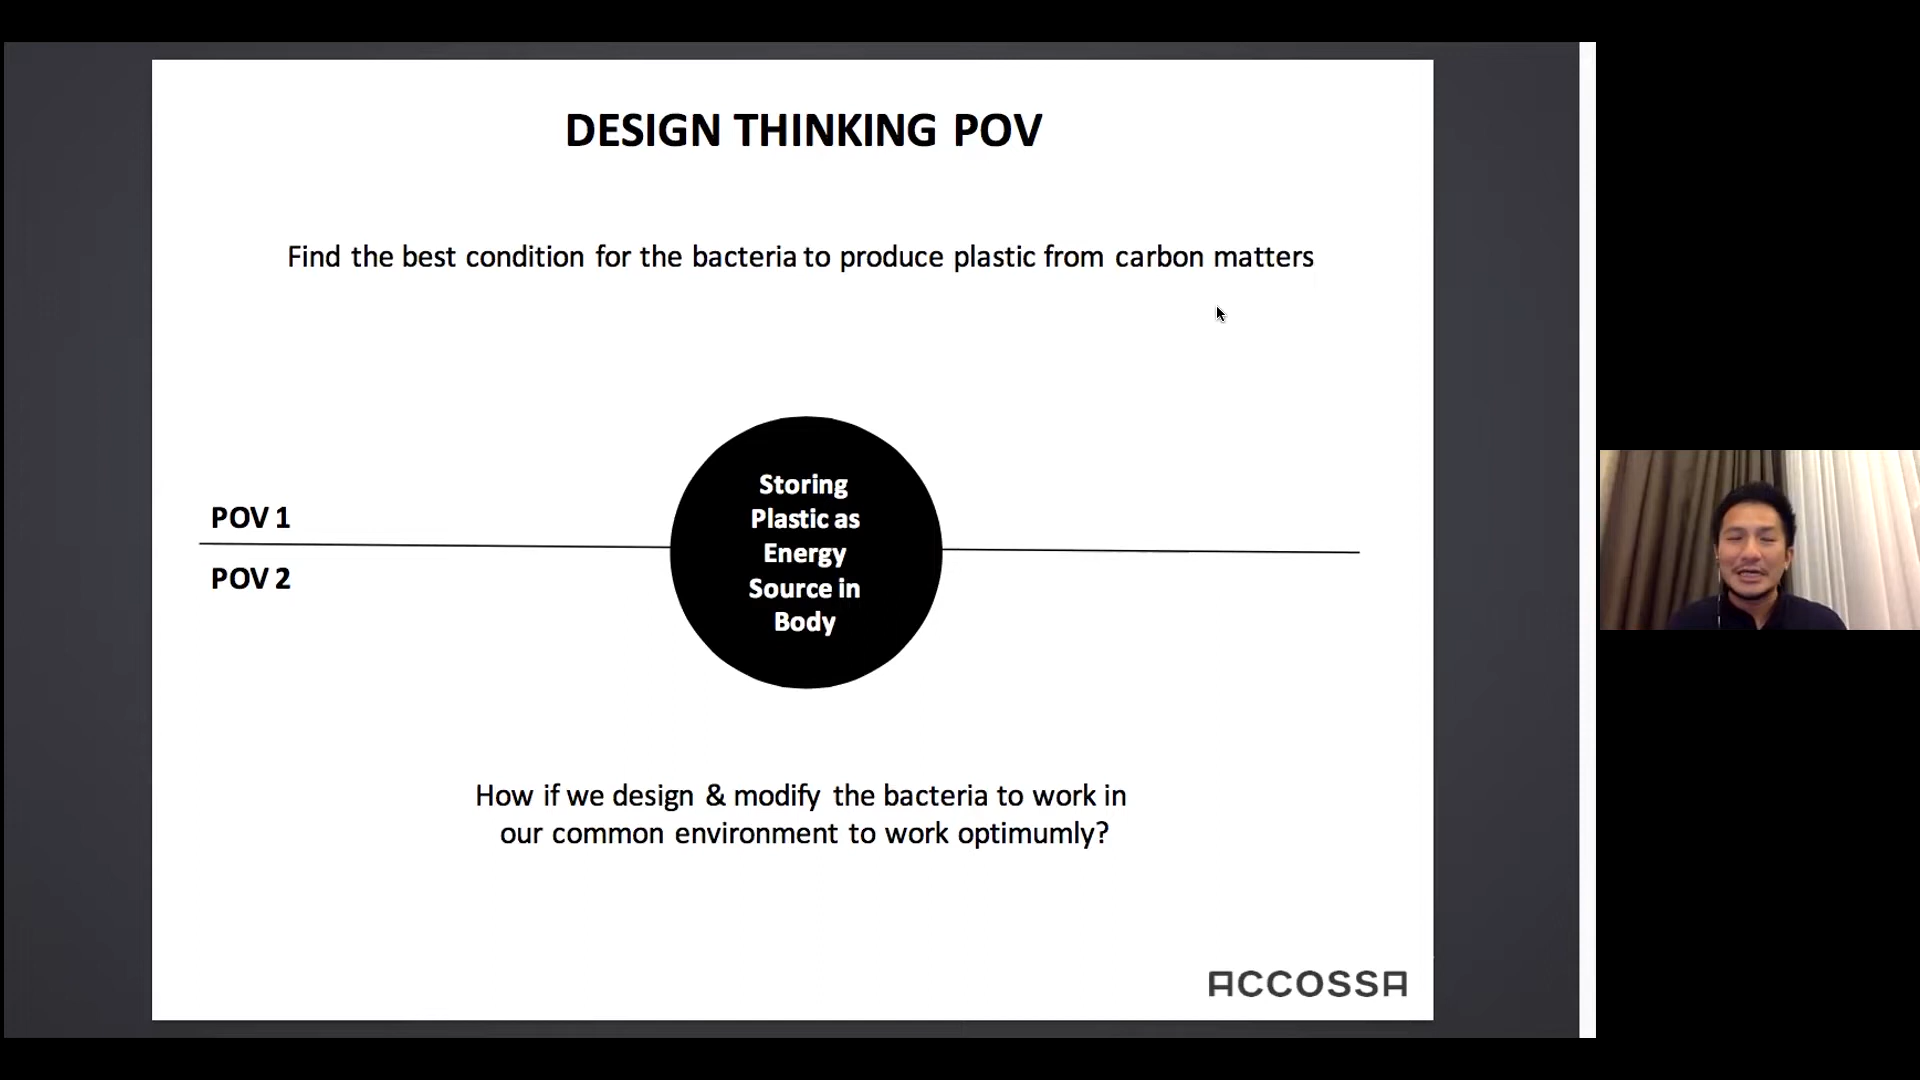 DESIGN THINKING POV
Find the best condition for the bacteria to produce plastic from carbon matters
POV 1
POV 2
Storing
Plastic as
Energy
Source in
Body
How if we design & modify the bacteria to work in
our common environment to work optimumly?
ACCOSSA